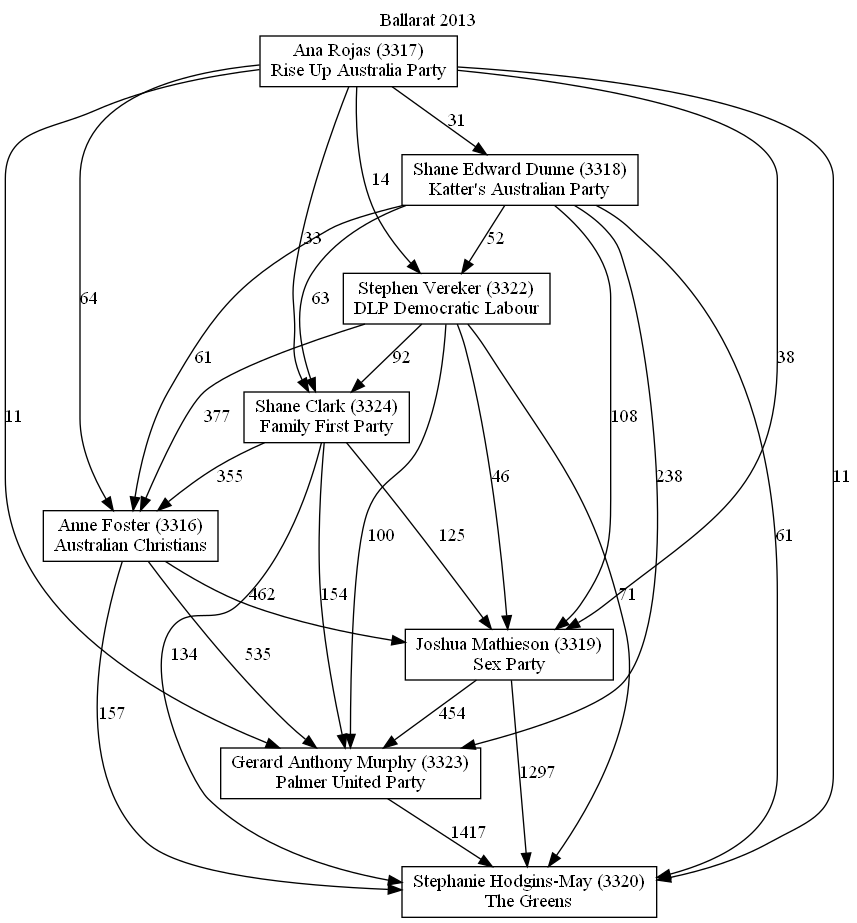 Ballarat 2013
Ana Rojas (3317)
Rise Up Australia Party
31
Shane Edward Dunne (3318)
Katter's Australian Party
14
33
52
64
63
Stephen Vereker (3322)
DLP Democratic Labour
61
92
38
Shane Clark (3324)
Family First Party
11
377
108
355
46
238
11
Anne Foster (3316)
Australian Christians
100
125
61
462
154
71
Joshua Mathieson (3319)
Sex Party
134
535
157
454
Gerard Anthony Murphy (3323)
Palmer United Party
1297
1417
Stephanie Hodgins-May (3320)
The Greens